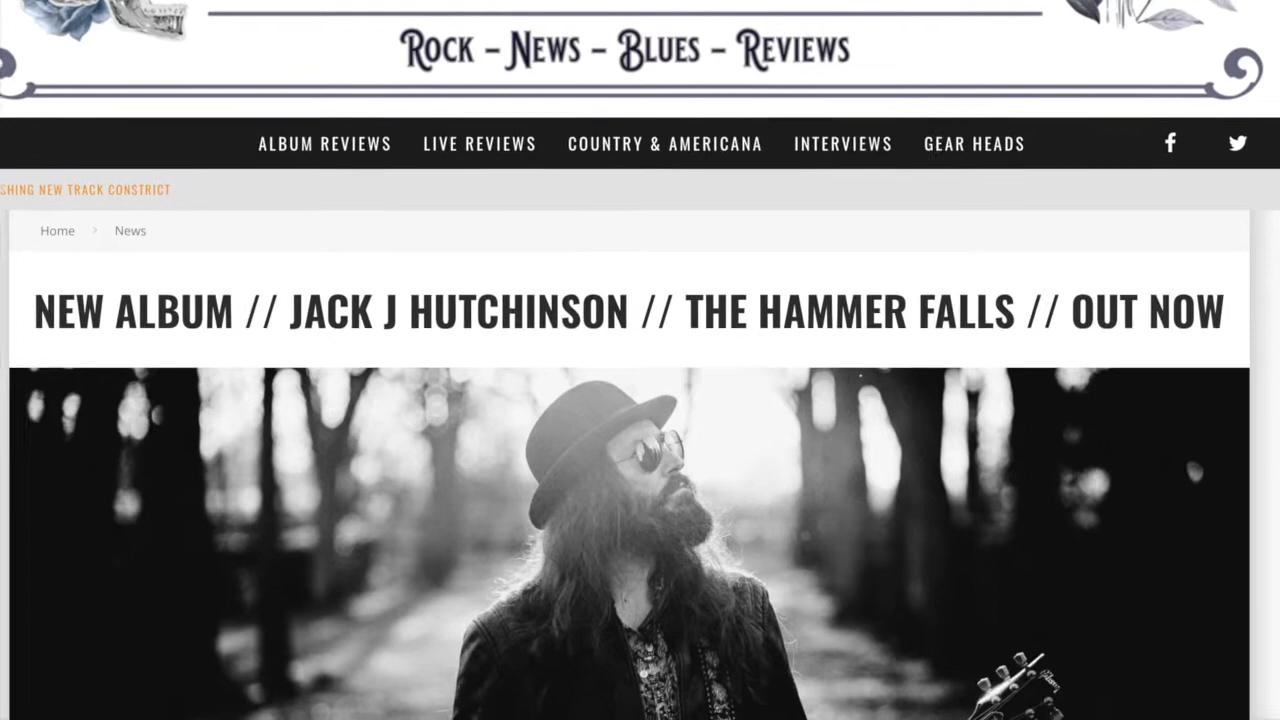 ROCK – NEWS – BLUES – REVIEWS
ALBUM REVIEWS LIVE REVIEWS COUNTRY & AMERICANA INTERVIEWS GEAR HEADS
SHING NEW TRACK CONSTRICT
Home > News
NEW ALBUM // JACK J HUTCHINSON // THE HAMMER FALLS // OUT NOW
Gibson